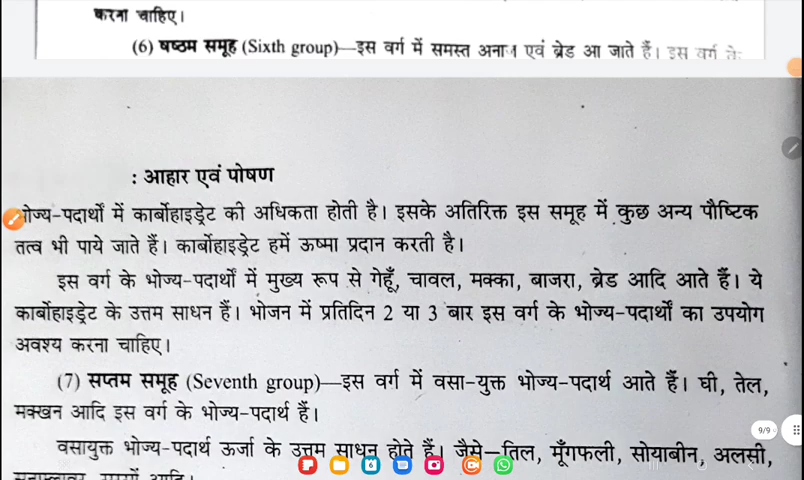 करना चाहिए।
(6) षष्ठम समूह (Sixth group)—इस वर्ग में समस्त अनाज एवं ब्रेड आ जाते हैं। इस वर्ग के
: आहार एवं पोषण
भोज्य-पदार्थों में कार्बोहाइड्रेट की अधिकता होती है। इसके अतिरिक्त इस समूह में कुछ अन्य पौष्टिक
तत्व भी पाये जाते हैं। कार्बोहाइड्रेट हमें ऊष्मा प्रदान करती है।
इस वर्ग के भोज्य-पदार्थों में मुख्य रूप से गेहूँ, चावल, मक्का, बाजरा, ब्रेड आदि आते हैं। ये
कार्बोहाइड्रेट के उत्तम साधन हैं। भोजन में प्रतिदिन 2 या 3 बार इस वर्ग के भोज्य-पदार्थों का उपयोग
अवश्य करना चाहिए।
(7) सप्तम समूह (Seventh group)—इस वर्ग में वसा-युक्त भोज्य-पदार्थ आते हैं। घी, तेल,
मक्खन आदि इस वर्ग के भोज्य-पदार्थ हैं।
9/9
वसायुक्त भोज्य-पदार्थ ऊर्जा के उत्तम साधन होते हैं। जैसे—तिल, मूँगफली, सोयाबीन, अलसी,